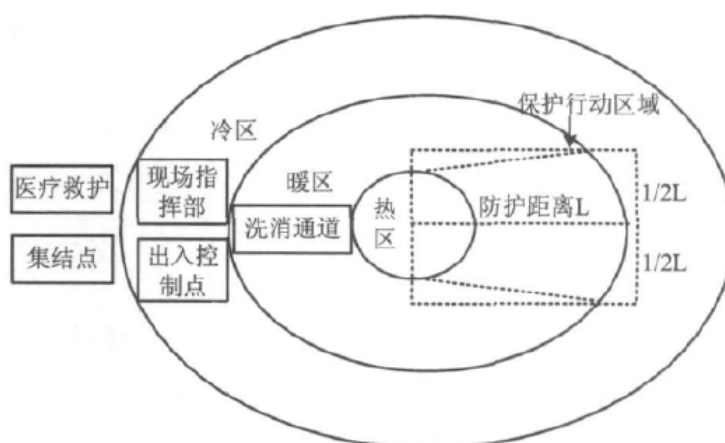 保护行动区域
冷区
医疗救护
现场指
挥部
暖区
1/2L
热
区
防护距离L
洗消通道
集结点
出入控
制点
1/2L